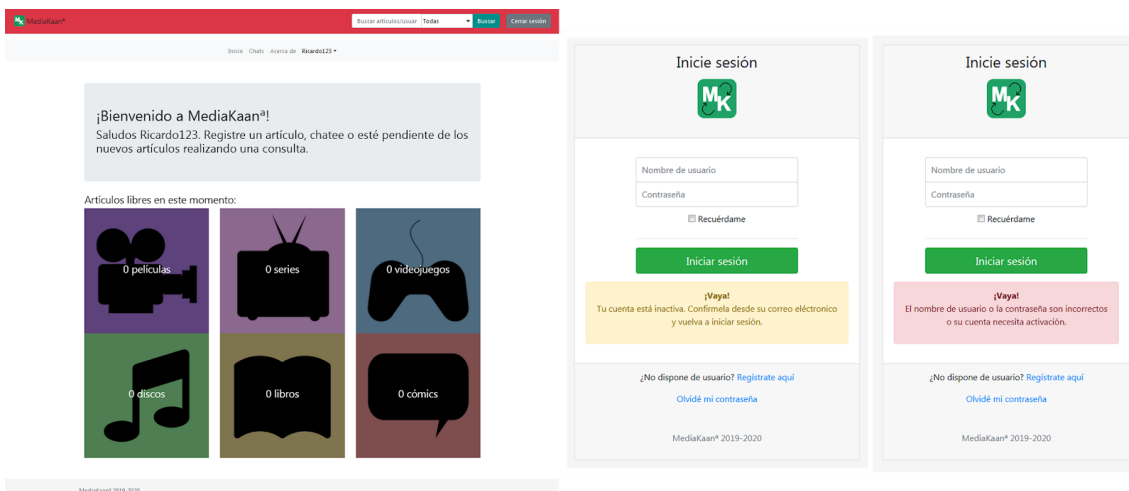 MK MediaKaanª
Buscar artículos/usuar Todas Buscar Cerrar sesión
Inicio Chats Acerca de Ricardo123
¡Bienvenido a MediaKaanª!
Saludos Ricardo123. Registre un artículo, chatee o esté pendiente de los
nuevos artículos realizando una consulta.
Artículos libres en este momento:
0 películas
0 series
0 videojuegos
0 discos
0 libros
0 cómics
MediaKaanª 2019-2020
Inicie sesión
MK
Nombre de usuario
Contraseña
Recuérdame
Iniciar sesión
¡Vaya!
Tu cuenta está inactiva. Confírmela desde su correo eléctronico
y vuelva a iniciar sesión.
¿No dispone de usuario? Regístrate aquí
Olvidé mi contraseña
MediaKaanª 2019-2020
Inicie sesión
MK
Nombre de usuario
Contraseña
Recuérdame
Iniciar sesión
¡Vaya!
El nombre de usuario o la contraseña son incorrectos
o su cuenta necesita activación.
¿No dispone de usuario? Regístrate aquí
Olvidé mi contraseña
MediaKaanª 2019-2020